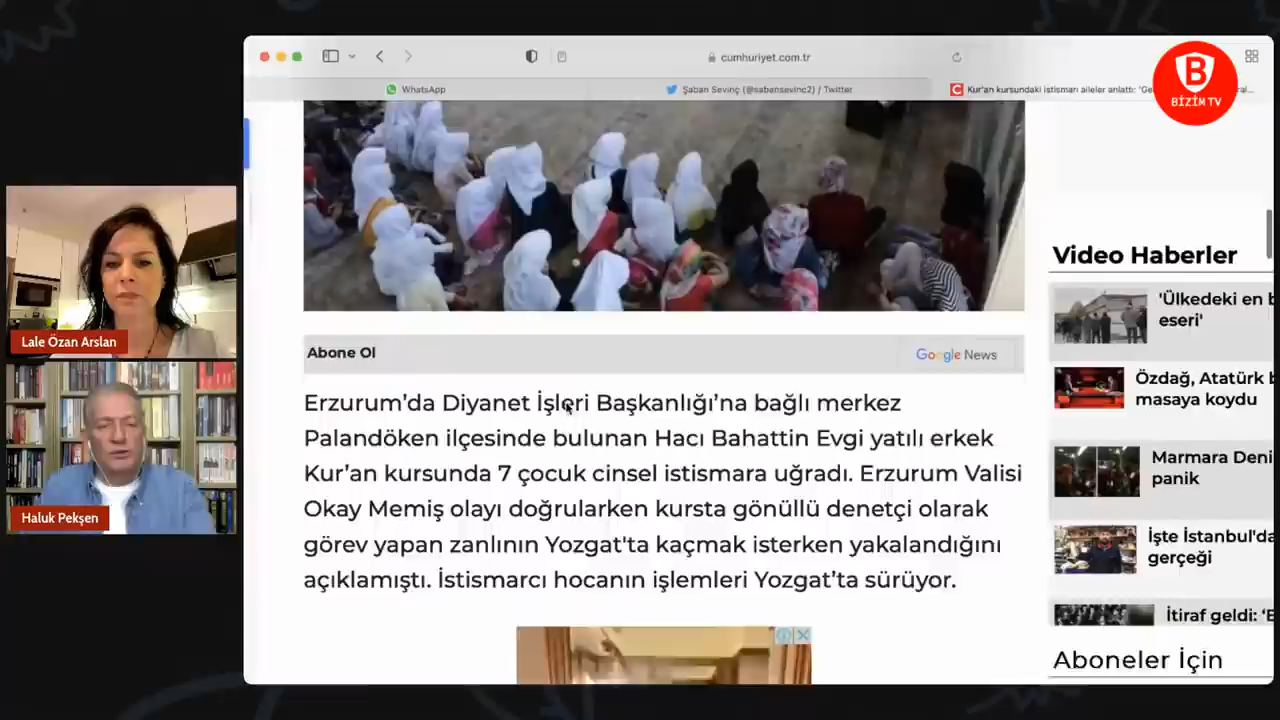 cumhuriyet.com.tr
WhatsApp
Şaban Sevinç (@sabansevinc2) / Twitter
Kur'an kursundaki istismarı aileler anlattı:
B
BİZİM TV
Lale Özan Arslan
Haluk Pekşen
Abone Ol
Google News
Erzurum’da Diyanet İşleri Başkanlığı’na bağlı merkez
Palandöken ilçesinde bulunan Hacı Bahattin Evgi yatılı erkek
Kur’an kursunda 7 çocuk cinsel istismara uğradı. Erzurum Valisi
Okay Memiş olayı doğrularken kursta gönüllü denetçi olarak
görev yapan zanlının Yozgat'ta kaçmak isterken yakalandığını
açıklamıştı. İstismarcı hocanın işlemleri Yozgat’ta sürüyor.
Video Haberler
'Ülkedeki en b
eseri'
Özdağ, Atatürk b
masaya koydu
Marmara Deni
panik
İşte İstanbul'da
gerçeği
İtiraf geldi: ‘B
Aboneler İçin